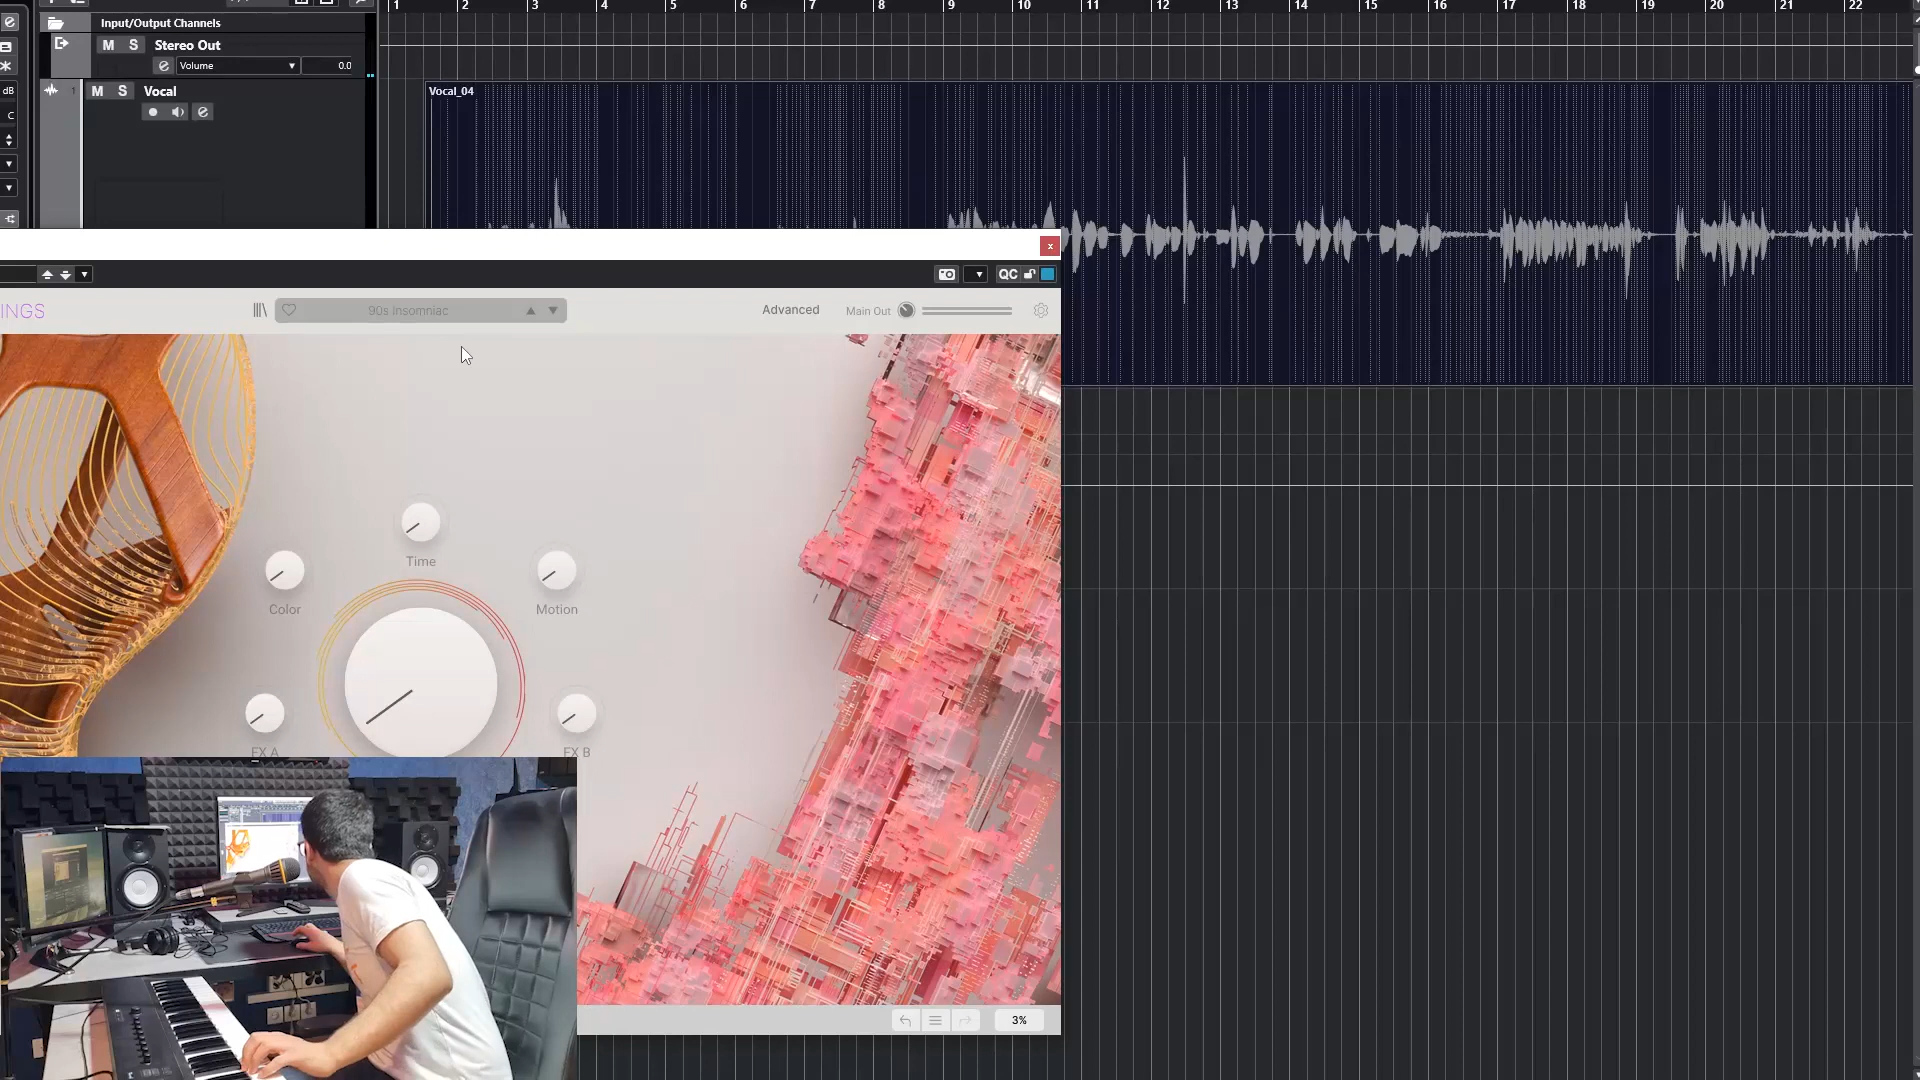 1 2 3 4 5 6 7 8 9 10 11 12 13 14 15 16 17 18 19 20 21 22
Input/Output Channels
M S Stereo Out
Volume 0.0
1 M S Vocal
dB
C
Vocal_04
QC
INGS
90s Insomniac
Advanced
Main Out
Time
Color
Motion
FX A
FX B
3%